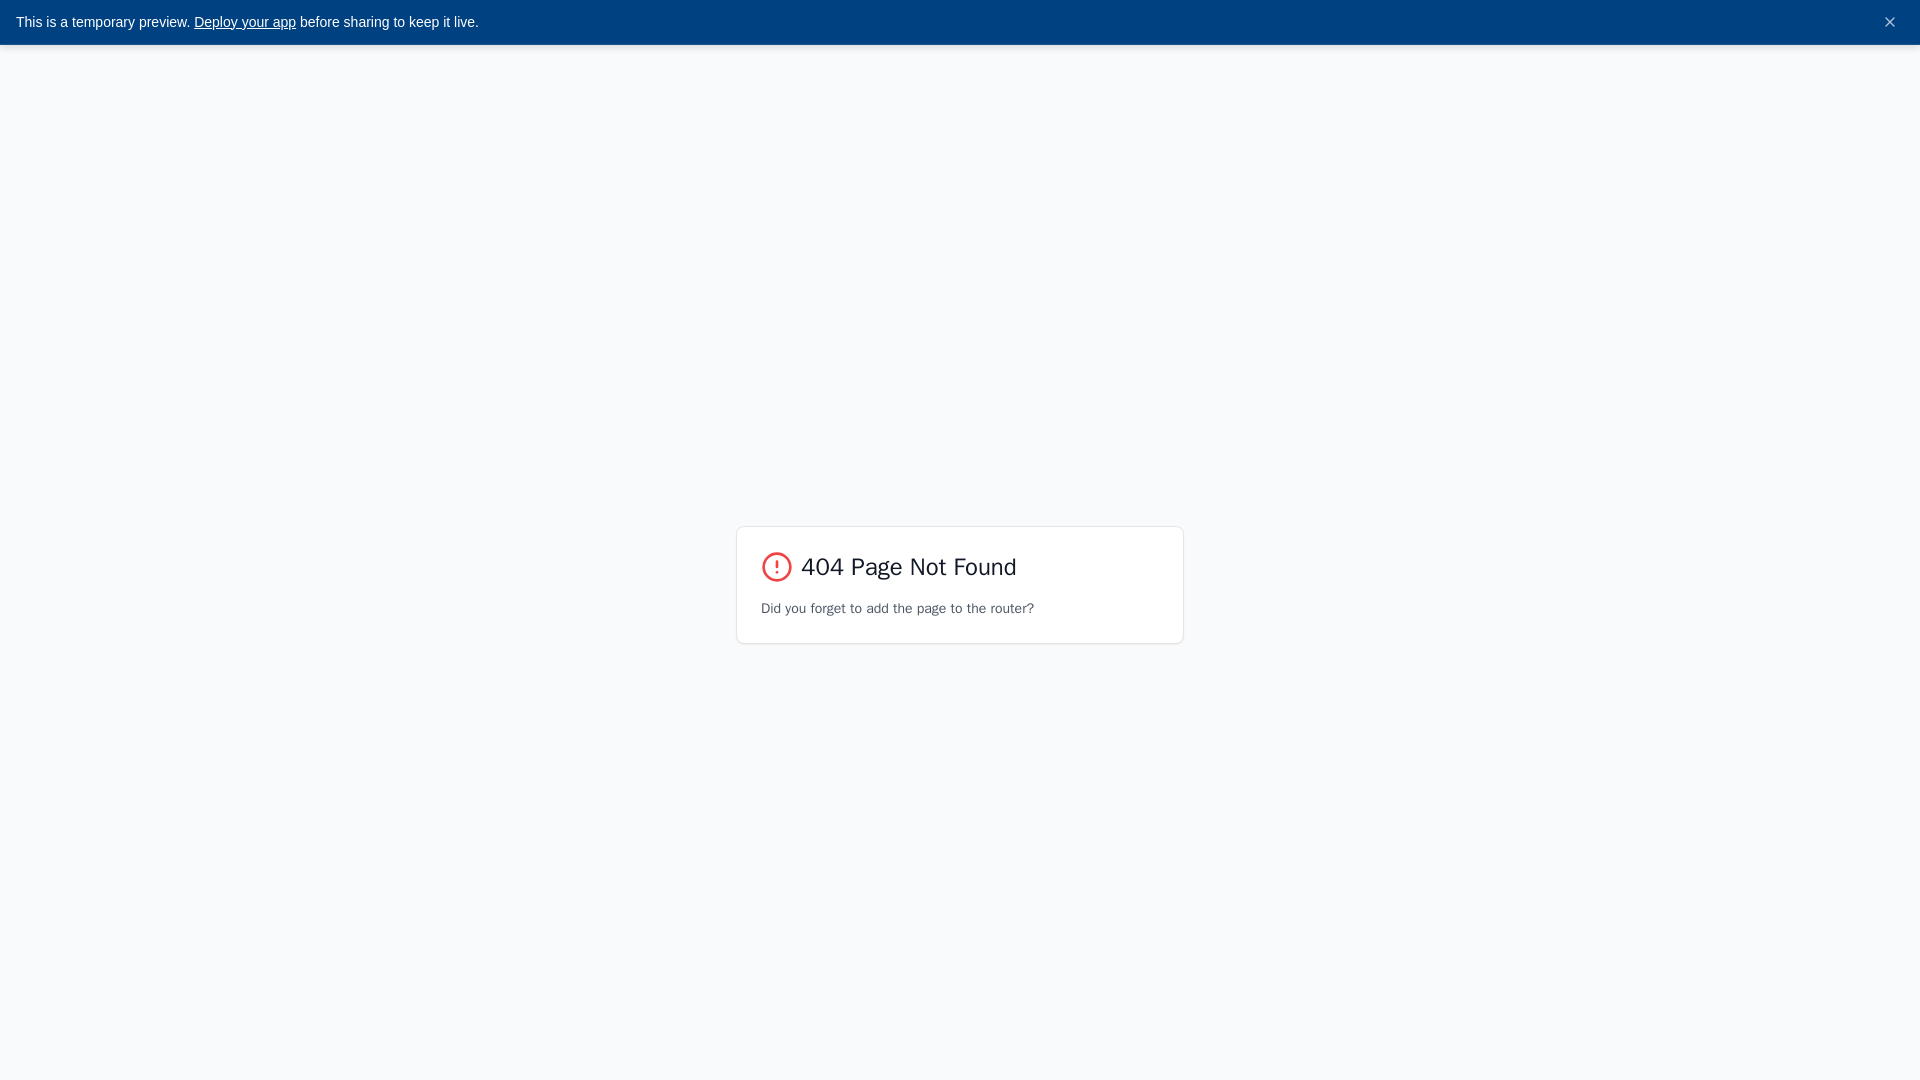 This is a temporary preview. Deploy your app before sharing to keep it live.
404 Page Not Found
Did you forget to add the page to the router?